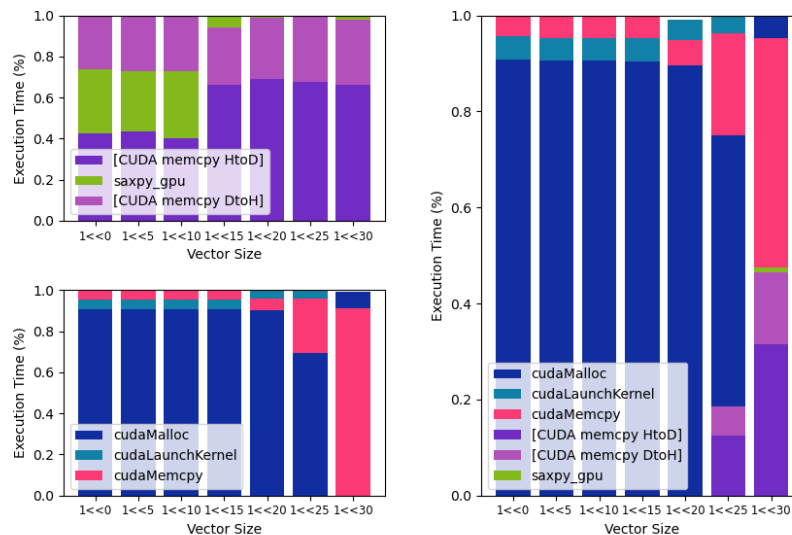 Execution Time (%)
1.0
0.8
0.6
0.4
0.2
0.0
[CUDA memcpy HtoD]
saxpy_gpu
[CUDA memcpy DtoH]
1<<0 1<<5 1<<10 1<<15 1<<20 1<<25 1<<30
Vector Size
Execution Time (%)
1.0
0.8
0.6
0.4
0.2
0.0
cudaMalloc
cudaLaunchKernel
cudaMemcpy
1<<0 1<<5 1<<10 1<<15 1<<20 1<<25 1<<30
Vector Size
Execution Time (%)
1.0
0.8
0.6
0.4
0.2
0.0
cudaMalloc
cudaLaunchKernel
cudaMemcpy
[CUDA memcpy HtoD]
[CUDA memcpy DtoH]
saxpy_gpu
1<<0 1<<5 1<<10 1<<15 1<<20 1<<25 1<<30
Vector Size